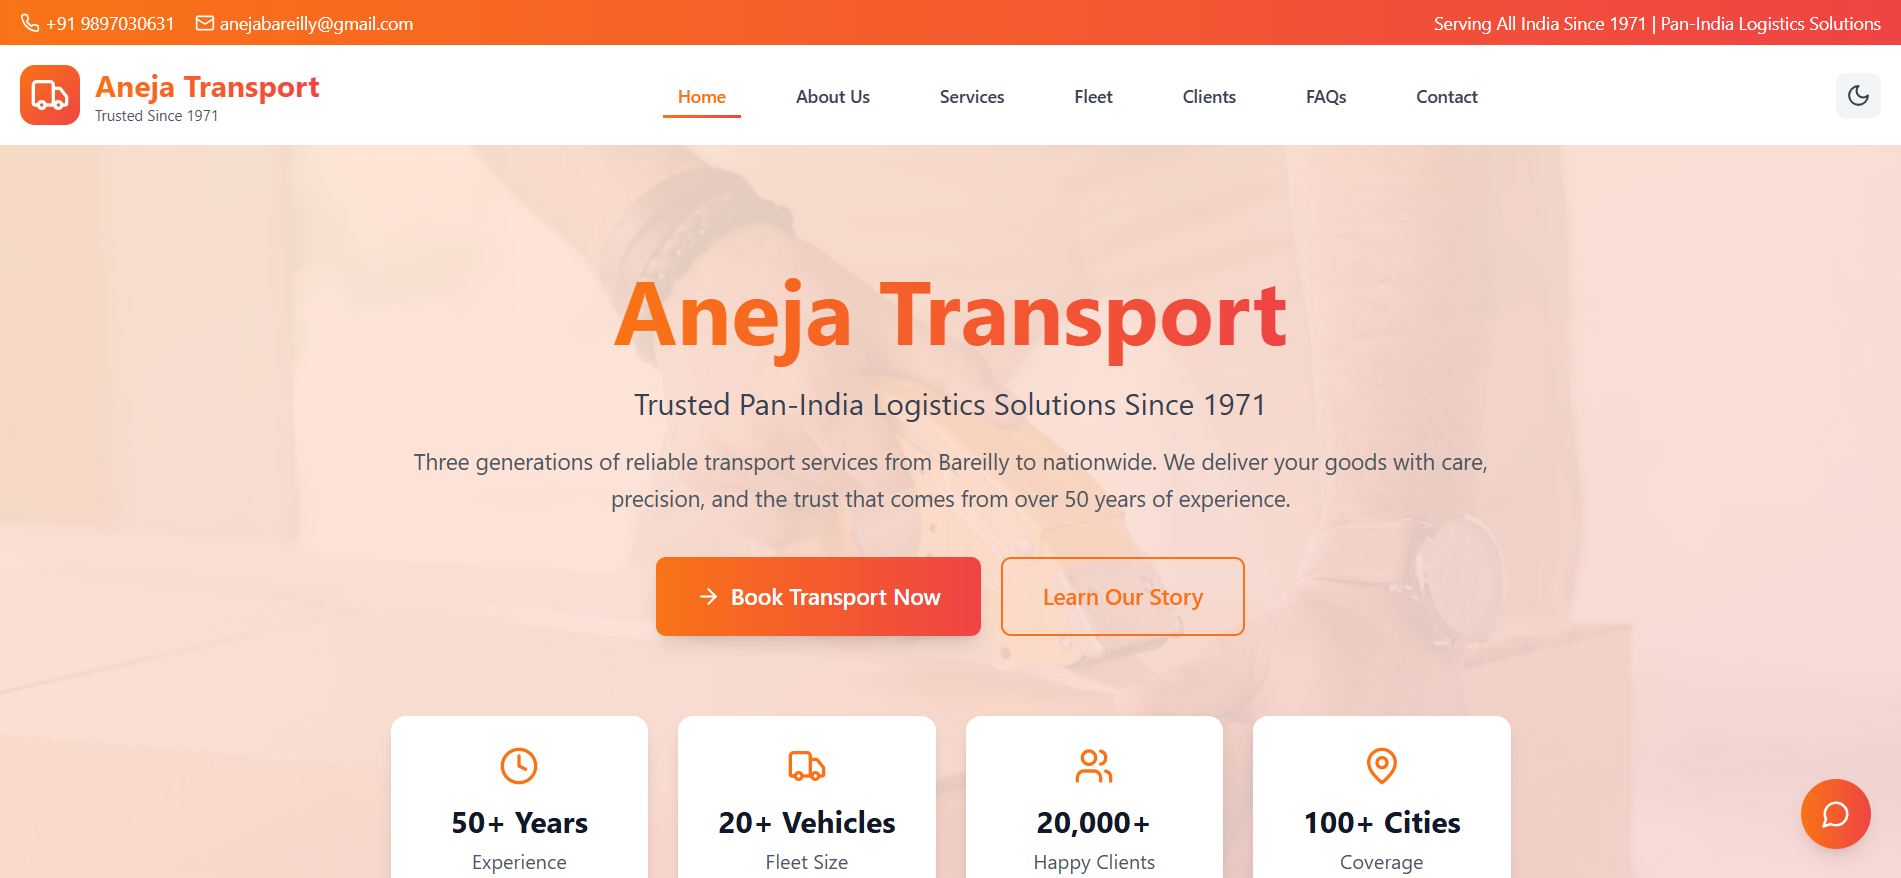 +91 9897030631 anejabareilly@gmail.com Serving All India Since 1971 | Pan-India Logistics Solutions
Aneja Transport
Trusted Since 1971
Home About Us Services Fleet Clients FAQs Contact
Aneja Transport
Trusted Pan-India Logistics Solutions Since 1971
Three generations of reliable transport services from Bareilly to nationwide. We deliver your goods with care,
precision, and the trust that comes from over 50 years of experience.
Book Transport Now Learn Our Story
50+ Years 20+ Vehicles 20,000+ 100+ Cities
Experience Fleet Size Happy Clients Coverage